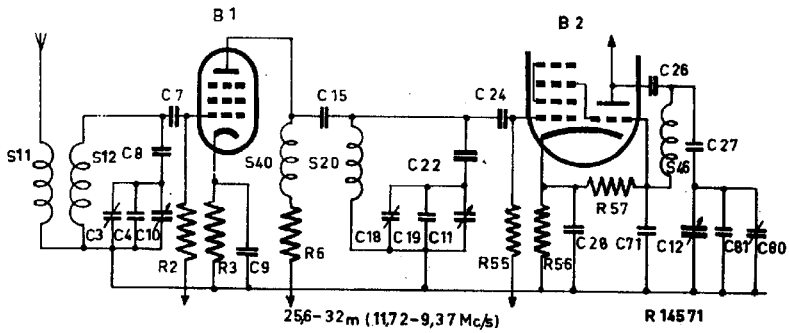 B 1
B 2
C 7
C 15
C 24
C 26
S11
S12
C 8
S40
S20
C 22
S46
C 27
R 57
C3
C4
C10
R2
R3
C 9
R6
C18
C19
C11
R55
R56
C 28
C71
C12
C81
C80
25,6-32m (11,72-9,37 Mc/s)
R 14571